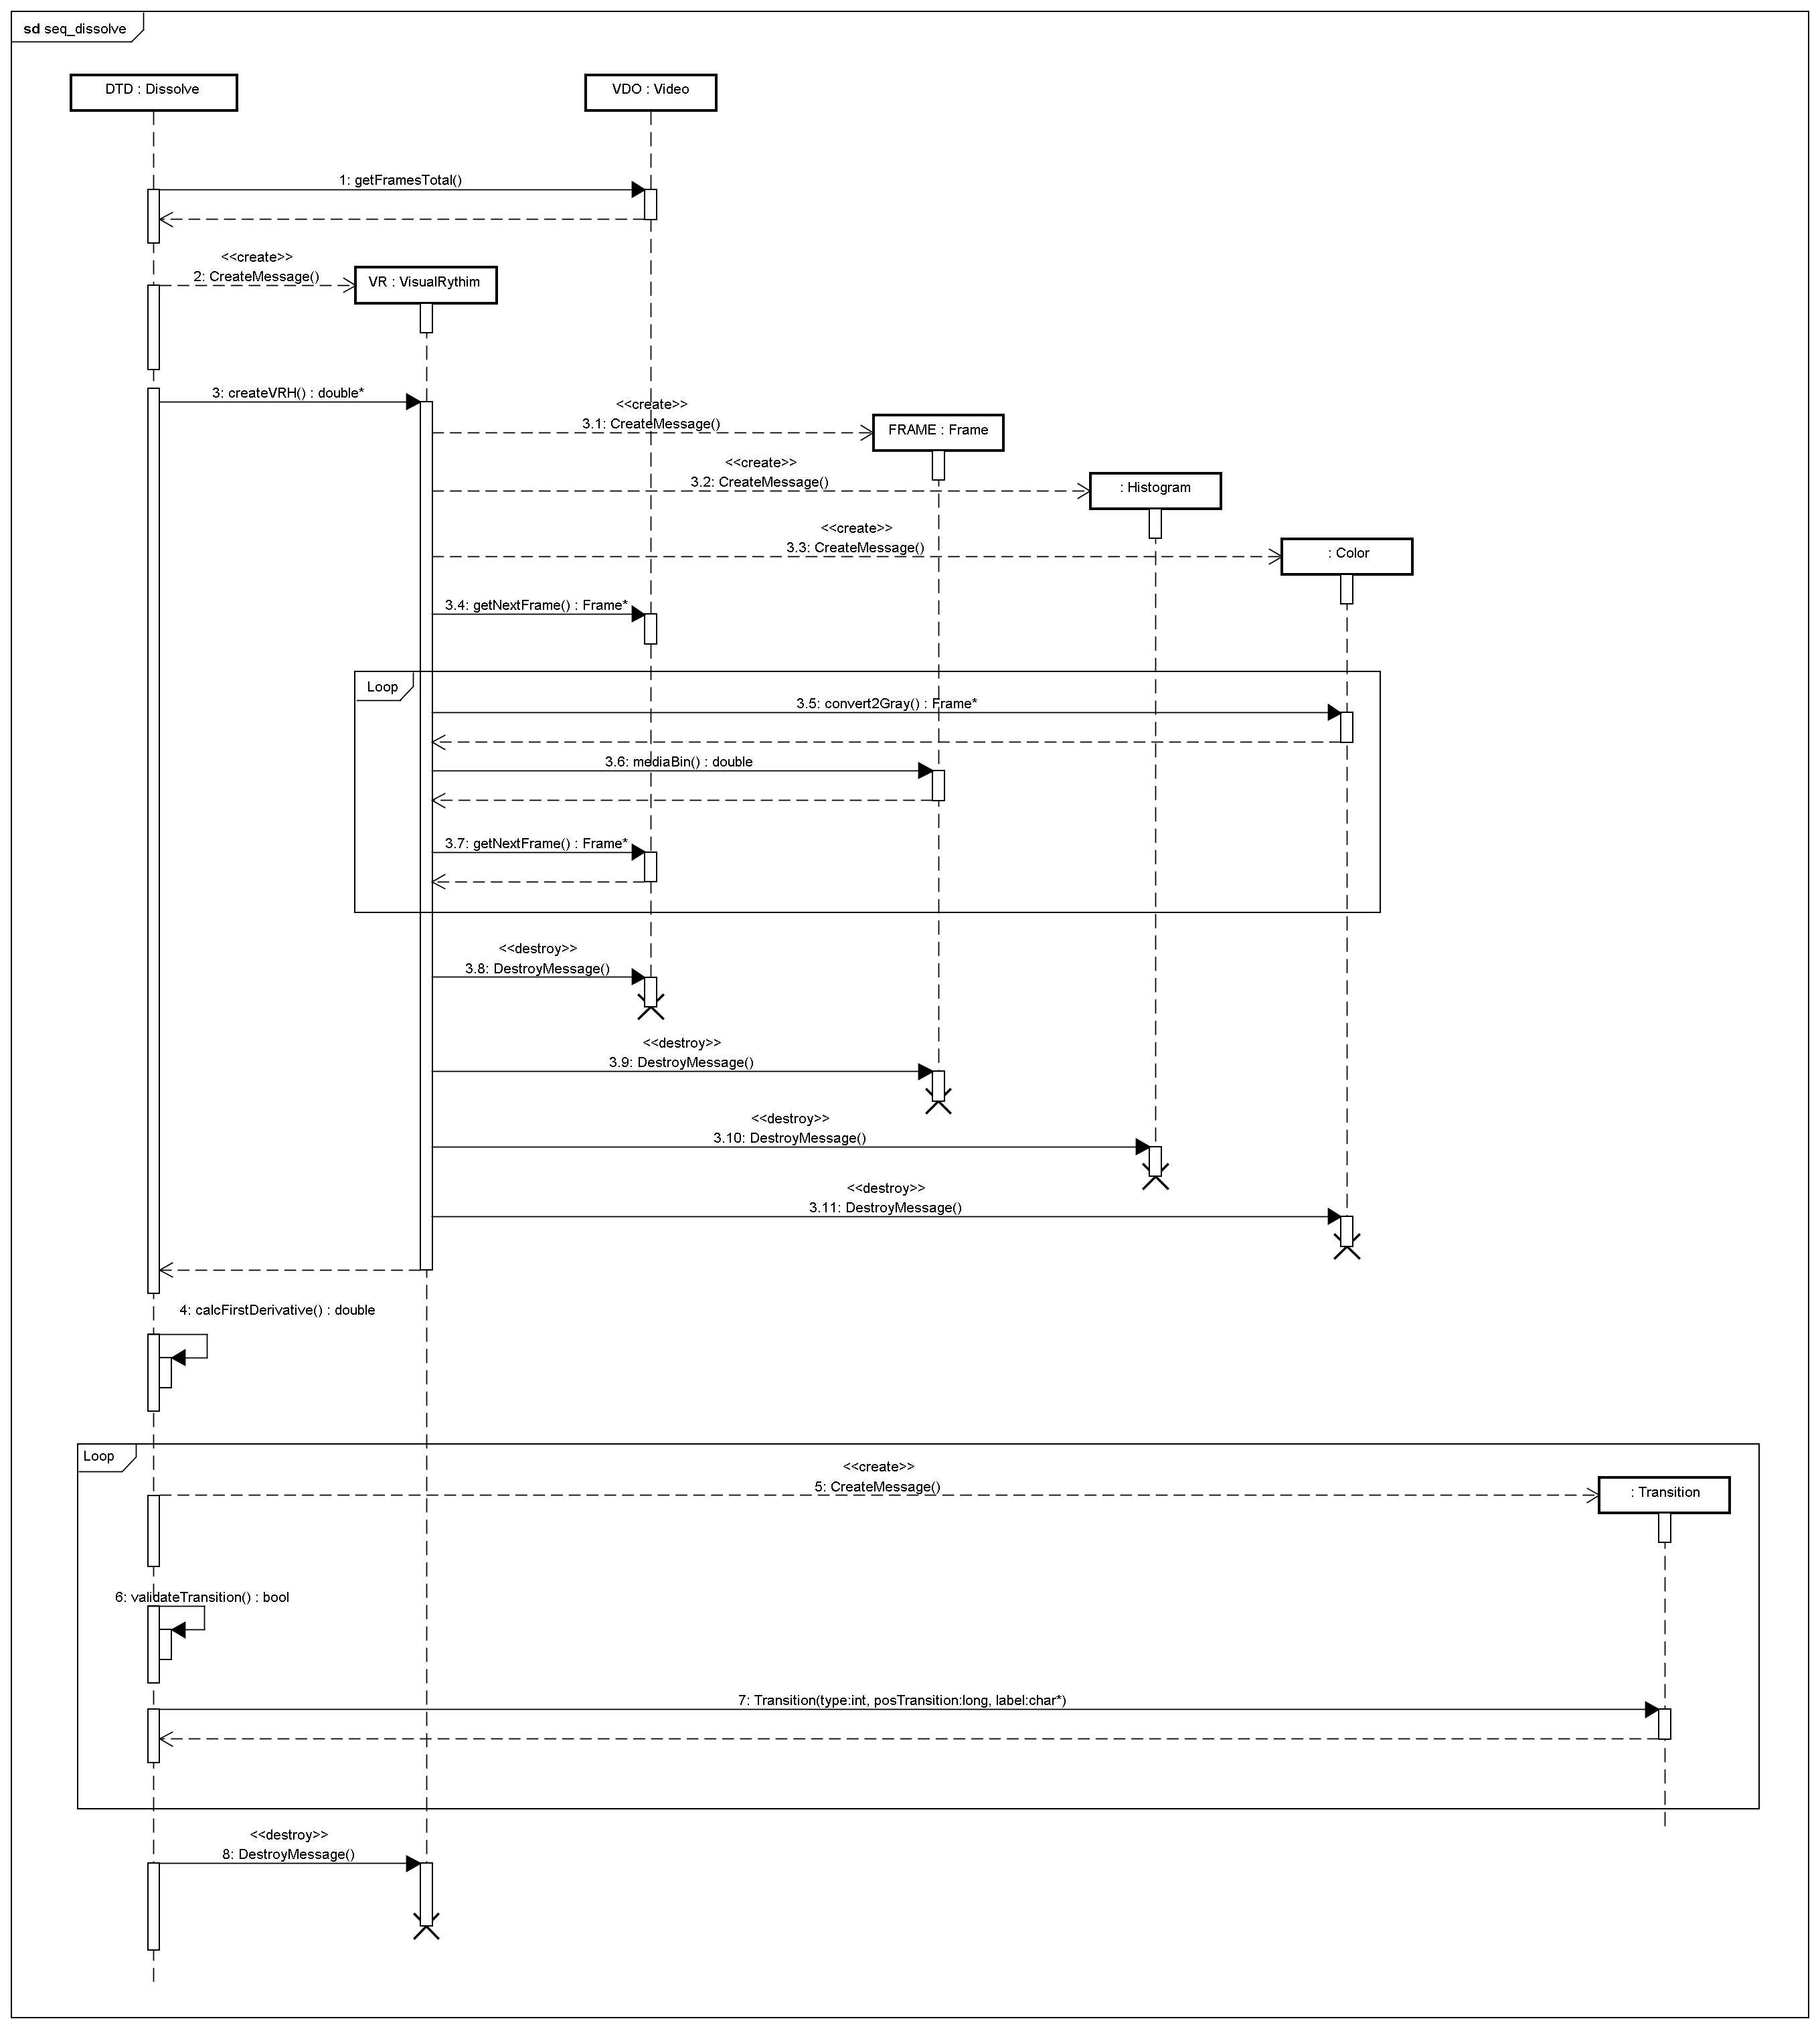 sd seq_dissolve
DTD : Dissolve
VDO : Video
1: getFramesTotal()
<<create>>
2: CreateMessage()
VR : VisualRythim
3: createVRH() : double*
<<create>>
3.1: CreateMessage()
FRAME : Frame
<<create>>
3.2: CreateMessage()
: Histogram
<<create>>
3.3: CreateMessage()
: Color
3.4: getNextFrame() : Frame*
Loop
3.5: convert2Gray() : Frame*
3.6: mediaBin() : double
3.7: getNextFrame() : Frame*
<<destroy>>
3.8: DestroyMessage()
<<destroy>>
3.9: DestroyMessage()
<<destroy>>
3.10: DestroyMessage()
<<destroy>>
3.11: DestroyMessage()
4: calcFirstDerivative() : double
Loop
<<create>>
5: CreateMessage()
: Transition
6: validateTransition() : bool
7: Transition(type:int, posTransition:long, label:char*)
<<destroy>>
8: DestroyMessage()